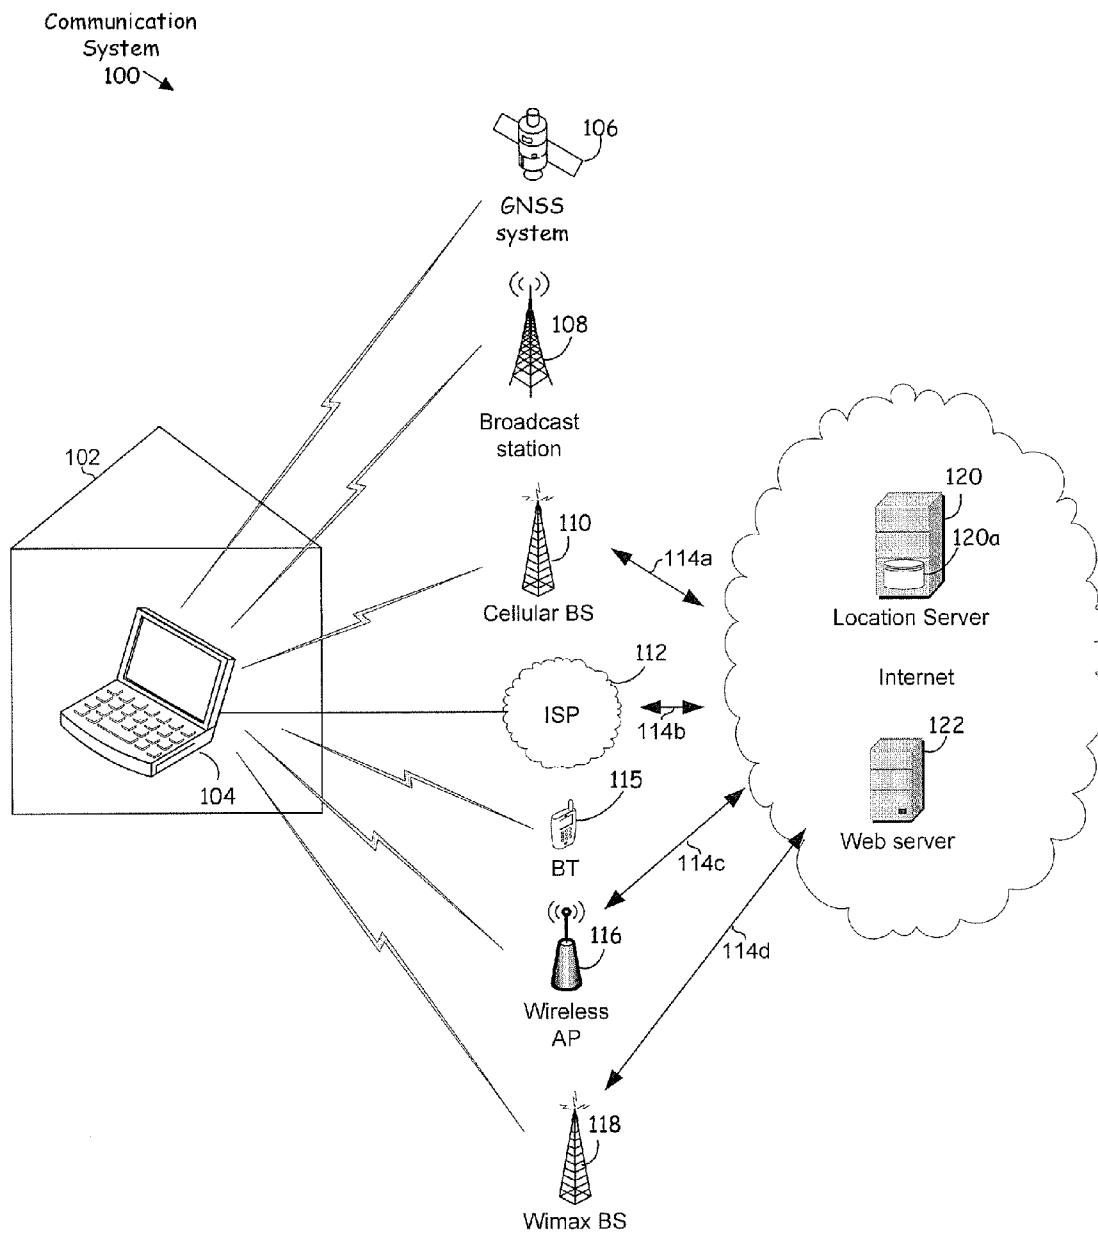 Communication
System
100
106
GNSS
system
108
Broadcast
station
102
110
Cellular BS
114a
120
120a
Location Server
112
ISP
114b
Internet
104
115
BT
122
Web server
114c
116
Wireless
AP
114d
118
Wimax BS